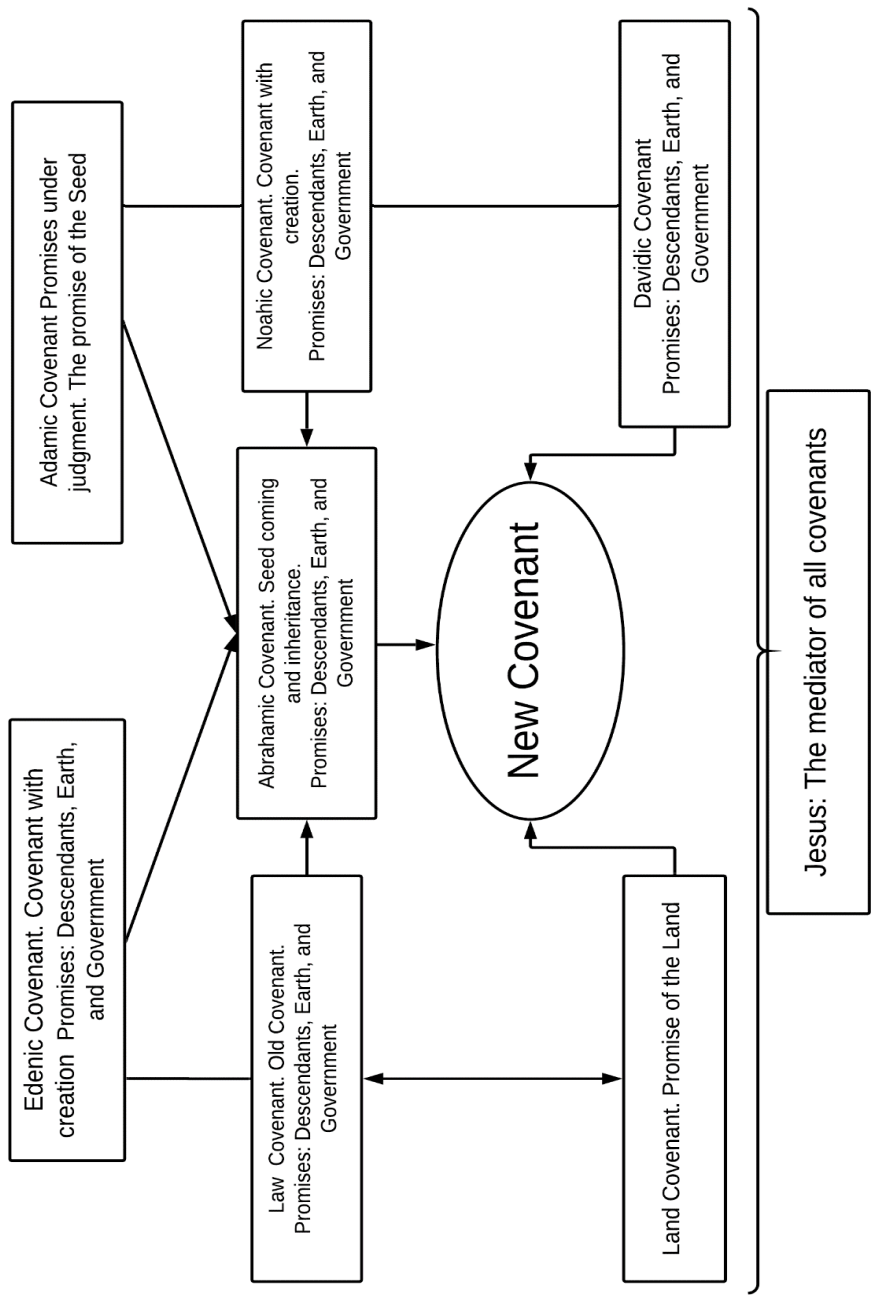 Edenic Covenant. Covenant with
creation Promises: Descendants, Earth,
and Government
Adamic Covenant Promises under
judgment. The promise of the Seed
Law Covenant. Old Covenant.
Promises: Descendants, Earth, and
Government
Abrahamic Covenant. Seed coming
and inheritance.
Promises: Descendants, Earth, and
Government
Noahic Covenant. Covenant with
creation.
Promises: Descendants, Earth, and
Government
New Covenant
Land Covenant. Promise of the Land
Davidic Covenant
Promises: Descendants, Earth, and
Government
Jesus: The mediator of all covenants